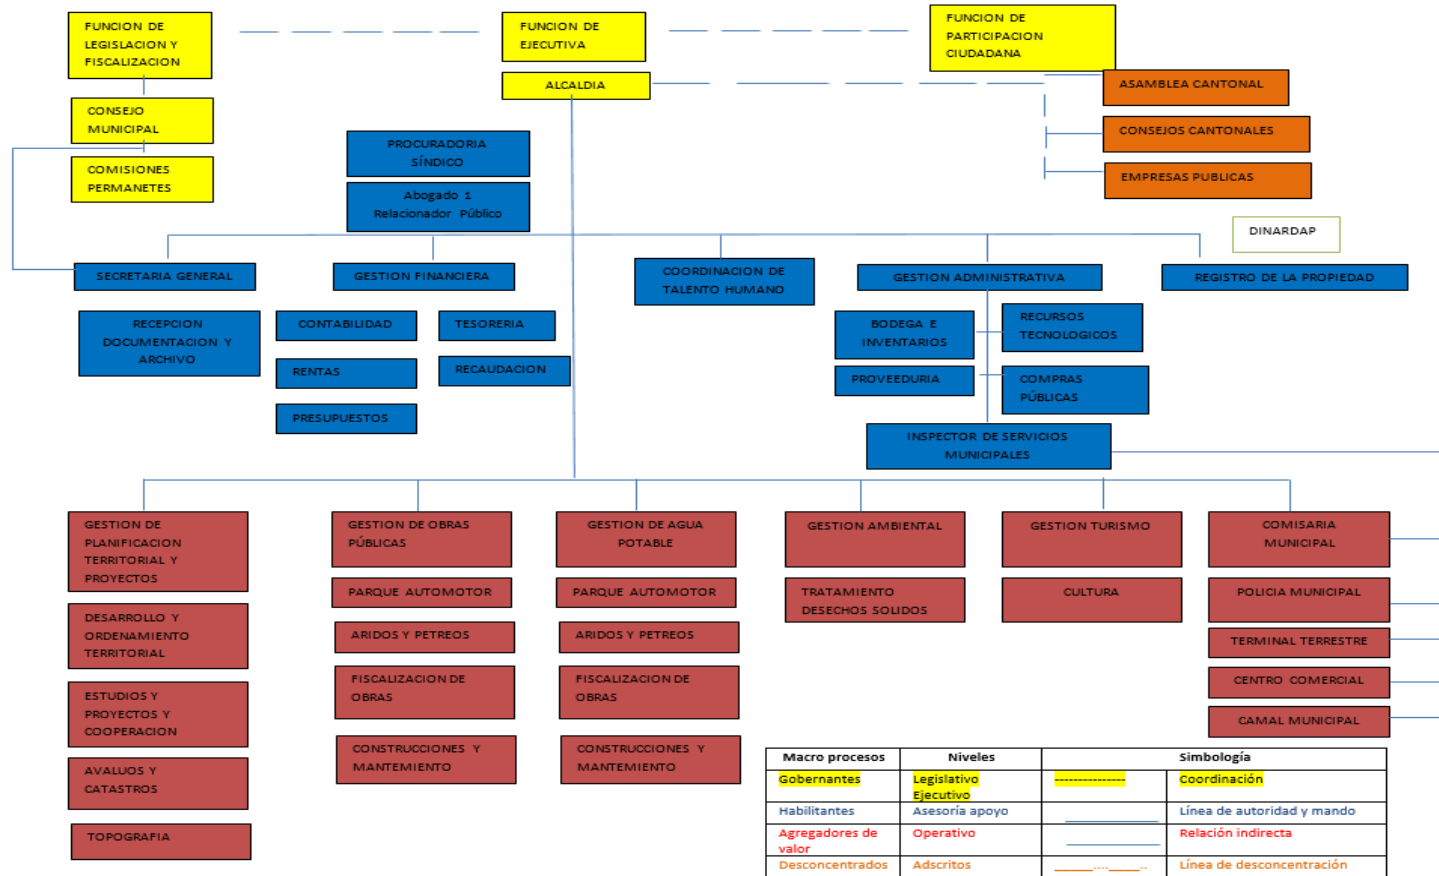 FUNCION DE
LEGISLACION Y
FISCALIZACION
FUNCION DE
EJECUTIVA
FUNCION DE
PARTICIPACION
CIUDADANA
ALCALDIA
ASAMBLEA CANTONAL
CONSEJO
MUNICIPAL
CONSEJOS CANTONALES
PROCURADORIA
SÍNDICO
COMISIONES
PERMANETES
EMPRESAS PUBLICAS
Abogado 1
Relacionador Público
DINARDAP
SECRETARIA GENERAL
GESTION FINANCIERA
COORDINACION DE
TALENTO HUMANO
GESTION ADMINISTRATIVA
REGISTRO DE LA PROPIEDAD
RECEPCION
DOCUMENTACION Y
ARCHIVO
CONTABILIDAD
TESORERIA
BODEGA E
INVENTARIOS
RECURSOS
TECNOLOGICOS
RENTAS
RECAUDACION
PROVEEDURIA
COMPRAS
PÚBLICAS
PRESUPUESTOS
INSPECTOR DE SERVICIOS
MUNICIPALES
GESTION DE
PLANIFICACION
TERRITORIAL Y
PROYECTOS
GESTION DE OBRAS
PÚBLICAS
GESTION DE AGUA
POTABLE
GESTION AMBIENTAL
GESTION TURISMO
COMISARIA
MUNICIPAL
DESARROLLO Y
ORDENAMIENTO
TERRITORIAL
PARQUE AUTOMOTOR
PARQUE AUTOMOTOR
TRATAMIENTO
DESECHOS SOLIDOS
CULTURA
POLICIA MUNICIPAL
ARIDOS Y PETREOS
ARIDOS Y PETREOS
TERMINAL TERRESTRE
ESTUDIOS Y
PROYECTOS Y
COOPERACION
FISCALIZACION DE
OBRAS
FISCALIZACION DE
OBRAS
CENTRO COMERCIAL
CAMAL MUNICIPAL
AVALUOS Y
CATASTROS
CONSTRUCCIONES Y
MANTEMIENTO
CONSTRUCCIONES Y
MANTEMIENTO
TOPOGRAFIA
Macro procesos Niveles Simbología
Gobernantes Legislativo Ejecutivo --------------- Coordinación
Habilitantes Asesoría apoyo Línea de autoridad y mando
Agregadores de valor Operativo Relación indirecta
Desconcentrados Adscritos Línea de desconcentración